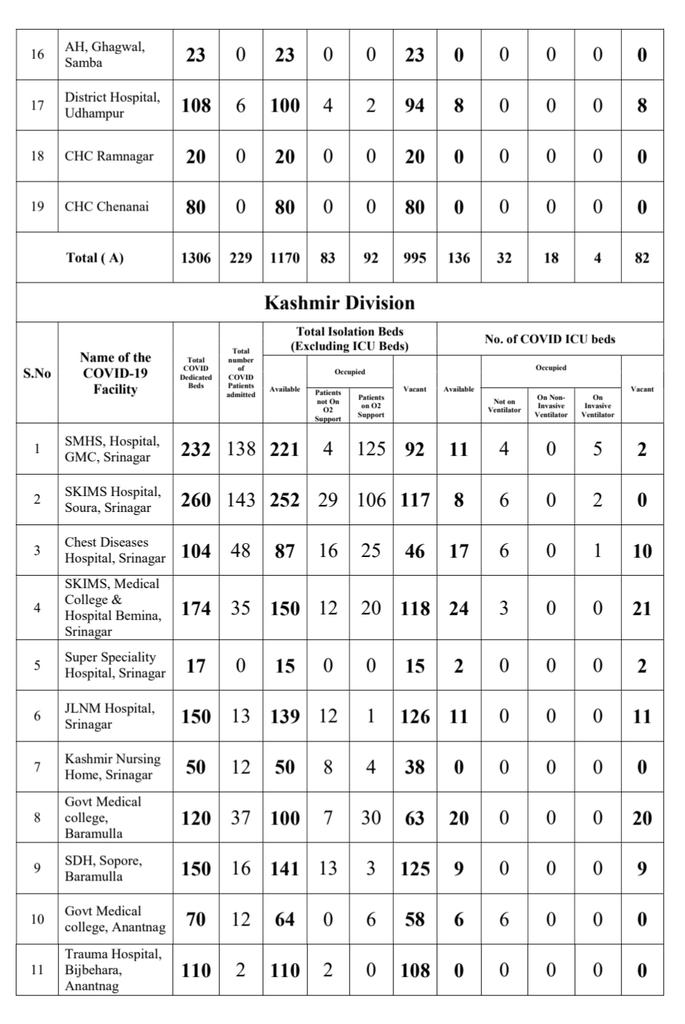 16 AH, Ghagwal, Samba 23 0 23 0 0 23 0 0 0 0 0
17 District Hospital, Udhampur 108 6 100 4 2 94 8 0 0 0 8
18 CHC Ramnagar 20 0 20 0 0 20 0 0 0 0 0
19 CHC Chenanai 80 0 80 0 0 80 0 0 0 0 0
Total ( A) 1306 229 1170 83 92 995 136 32 18 4 82
Kashmir Division
S.No
Name of the COVID-19 Facility
Total COVID Dedicated Beds
Total number of COVID Patients admitted
Total Isolation Beds (Excluding ICU Beds)
Available
Occupied
Patients not On O2 Support
Patients on O2 Support
Vacant
No. of COVID ICU beds
Available
Occupied
Not on Ventilator
On Non-Invasive Ventilator
On Invasive Ventilator
Vacant
1 SMHS, Hospital, GMC, Srinagar 232 138 221 4 125 92 11 4 0 5 2
2 SKIMS Hospital, Soura, Srinagar 260 143 252 29 106 117 8 6 0 2 0
3 Chest Diseases Hospital, Srinagar 104 48 87 16 25 46 17 6 0 1 10
4 SKIMS, Medical College & Hospital Bemina, Srinagar 174 35 150 12 20 118 24 3 0 0 21
5 Super Speciality Hospital, Srinagar 17 0 15 0 0 15 2 0 0 0 2
6 JLNM Hospital, Srinagar 150 13 139 12 1 126 11 0 0 0 11
7 Kashmir Nursing Home, Srinagar 50 12 50 8 4 38 0 0 0 0 0
8 Govt Medical college, Baramulla 120 37 100 7 30 63 20 0 0 0 20
9 SDH, Sopore, Baramulla 150 16 141 13 3 125 9 0 0 0 9
10 Govt Medical college, Anantnag 70 12 64 0 6 58 6 6 0 0 0
11 Trauma Hospital, Bijbehara, Anantnag 110 2 110 2 0 108 0 0 0 0 0